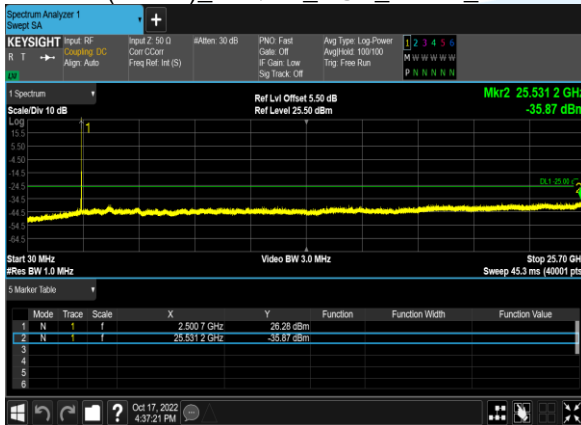 Spectrum Analyzer 1
Swept SA
KEYSIGHT
R T
Input: RF
Coupling: DC
Align: Auto
Input Z: 50 Ω
Corr CCorr
Freq Ref: Int (S)
#Atten: 30 dB
PNO: Fast
Gate: Off
IF Gain: Low
Sig Track: Off
Avg Type: Log-Power
Avg|Hold: 100/100
Trig: Free Run
1 2 3 4 5 6
M W W W W W
P N N N N N
1 Spectrum
Scale/Div 10 dB
Ref Lvl Offset 5.50 dB
Ref Level 25.50 dBm
Mkr2 25.531 2 GHz
-35.87 dBm
Log
1
15.5
5.50
-4.50
-14.5
-24.5
-34.5
-44.5
-54.5
-64.5
Start 30 MHz
#Res BW 1.0 MHz
Video BW 3.0 MHz
Stop 25.70 GH
Sweep 45.3 ms (40001 pts
5 Marker Table
Mode Trace Scale X Y Function Function Width Function Value
1 N 1 f 2.500 7 GHz 26.28 dBm
2 N 1 f 25.531 2 GHz -35.87 dBm
3
4
5
6
?
Oct 17, 2022
4:37:21 PM